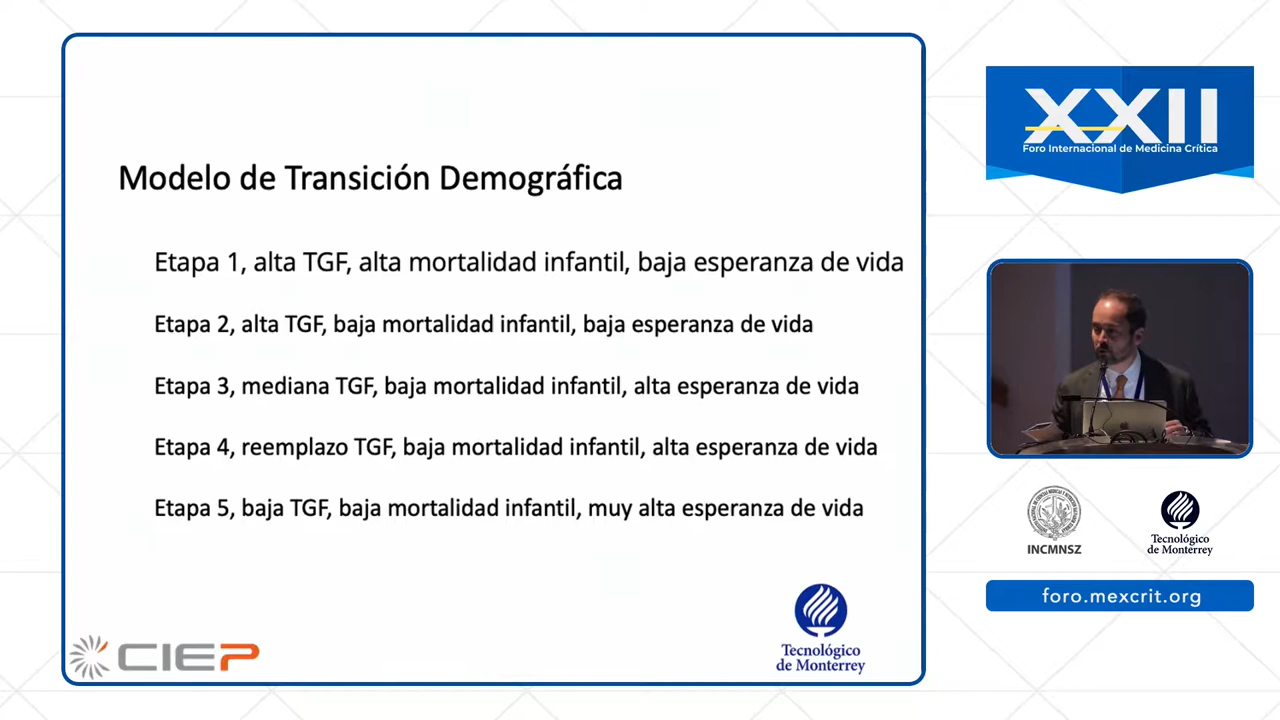 Modelo de Transición Demográfica
Etapa 1, alta TGF, alta mortalidad infantil, baja esperanza de vida
Etapa 2, alta TGF, baja mortalidad infantil, baja esperanza de vida
Etapa 3, mediana TGF, baja mortalidad infantil, alta esperanza de vida
Etapa 4, reemplazo TGF, baja mortalidad infantil, alta esperanza de vida
Etapa 5, baja TGF, baja mortalidad infantil, muy alta esperanza de vida
CIEP
Tecnológico
de Monterrey
XXII
Foro Internacional de Medicina Crítica
INCMNSZ
Tecnológico
de Monterrey
foro.mexcrit.org